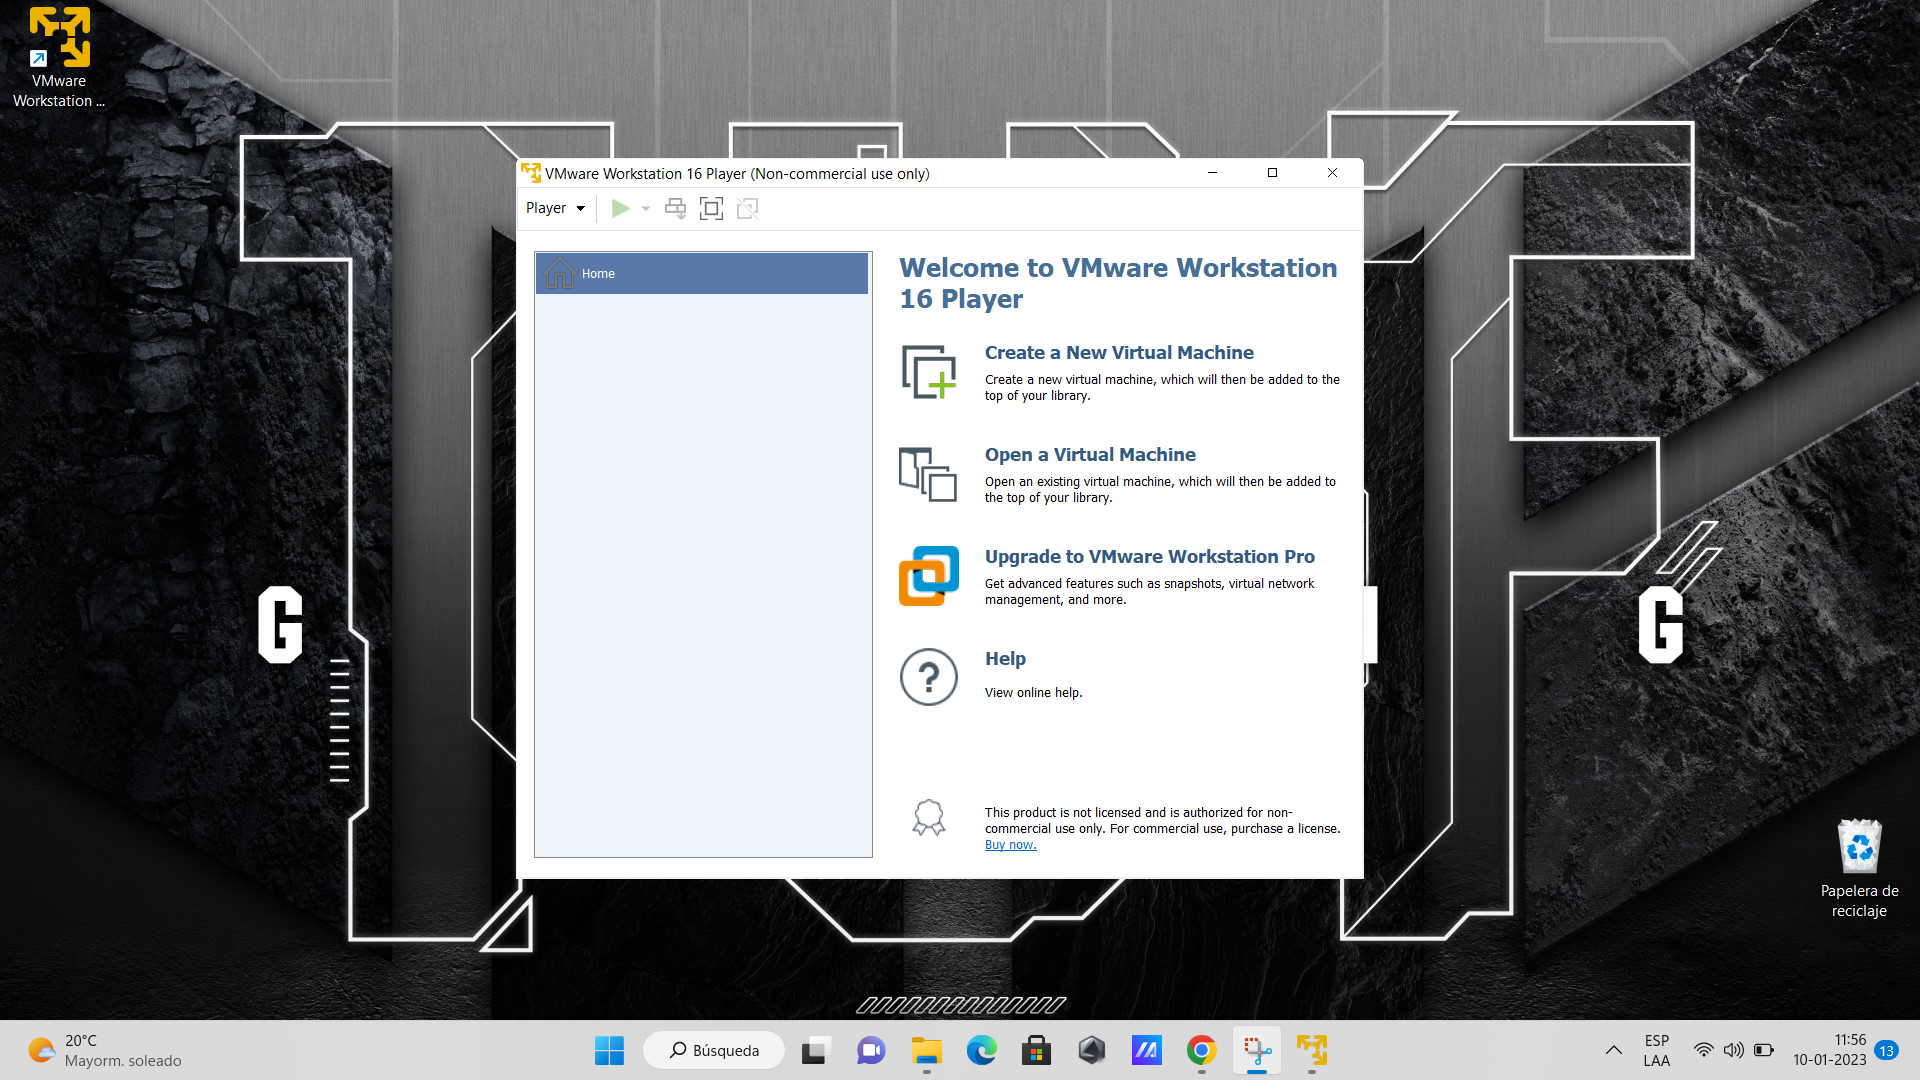 VMware
Workstation ...
VMware Workstation 16 Player (Non-commercial use only)
Player
Home
Welcome to VMware Workstation
16 Player
Create a New Virtual Machine
Create a new virtual machine, which will then be added to the
top of your library.
Open a Virtual Machine
Open an existing virtual machine, which will then be added to
the top of your library.
Upgrade to VMware Workstation Pro
Get advanced features such as snapshots, virtual network
management, and more.
Help
View online help.
This product is not licensed and is authorized for non-
commercial use only. For commercial use, purchase a license.
Buy now.
G
G
Papelera de
reciclaje
20°C
Mayorm. soleado
Búsqueda
ESP
LAA
11:56
10-01-2023
13